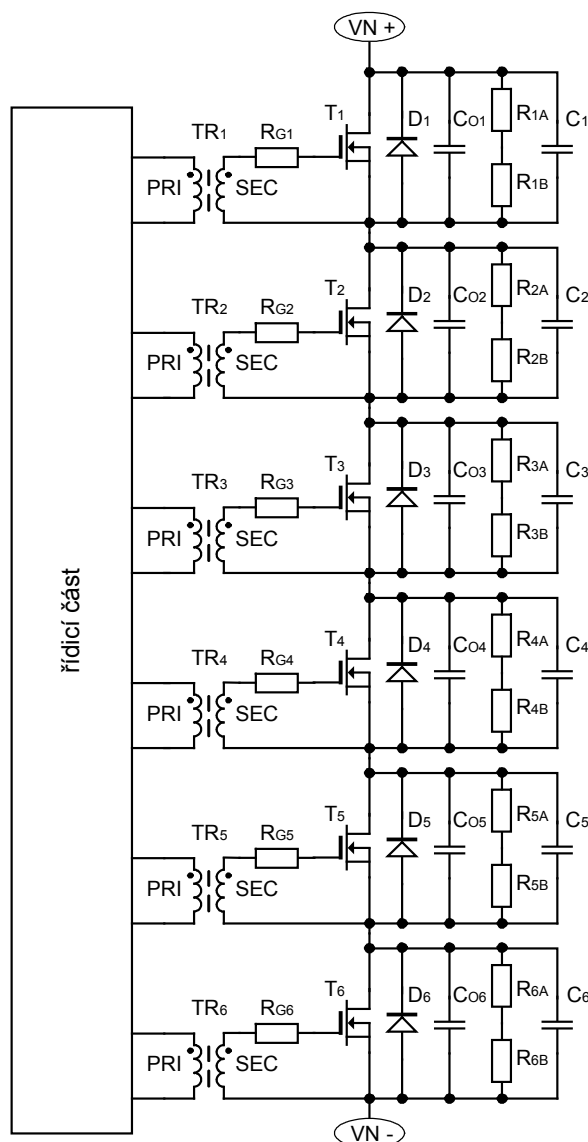 VN +
TR1 RG1 T1 D1 CO1 R1A C1
PRI SEC R1B
TR2 RG2 T2 D2 CO2 R2A C2
PRI SEC R2B
TR3 RG3 T3 D3 CO3 R3A C3
PRI SEC R3B
řídicí část
TR4 RG4 T4 D4 CO4 R4A C4
PRI SEC R4B
TR5 RG5 T5 D5 CO5 R5A C5
PRI SEC R5B
TR6 RG6 T6 D6 CO6 R6A C6
PRI SEC R6B
VN -